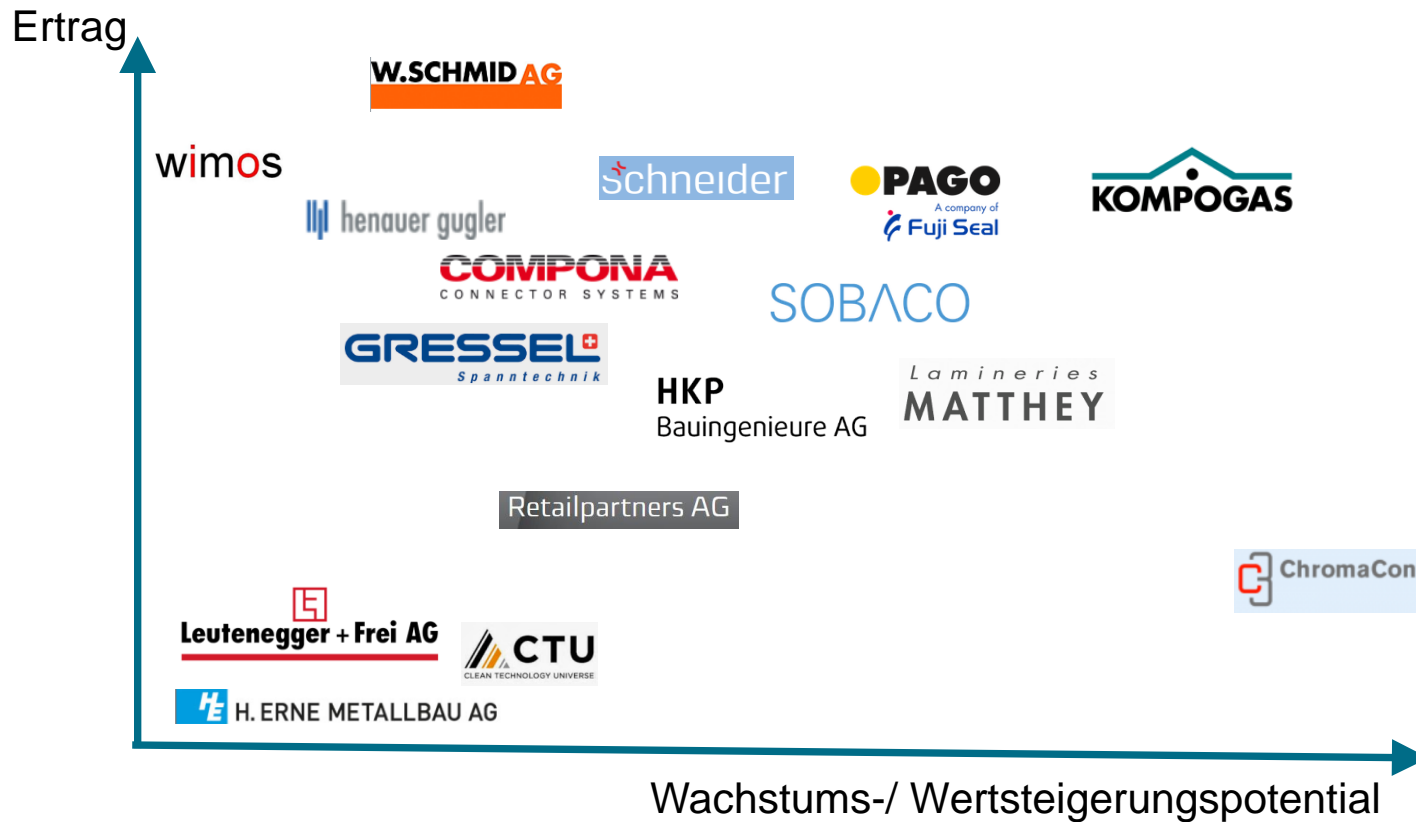 Ertrag
W.SCHMID AG
wimos
schneider
PAGO
A company of
Fuji Seal
KOMPOGAS
henauer gugler
COMPONA
CONNECTOR SYSTEMS
SOBACO
GRESSEL
Spanntechnik
HKP
Bauingenieure AG
Lamineries
MATTHEY
Retailpartners AG
ChromaCon
Leutenegger + Frei AG
CTU
CLEAN TECHNOLOGY UNIVERSE
HE H. ERNE METALLBAU AG
Wachstums-/ Wertsteigerungspotential